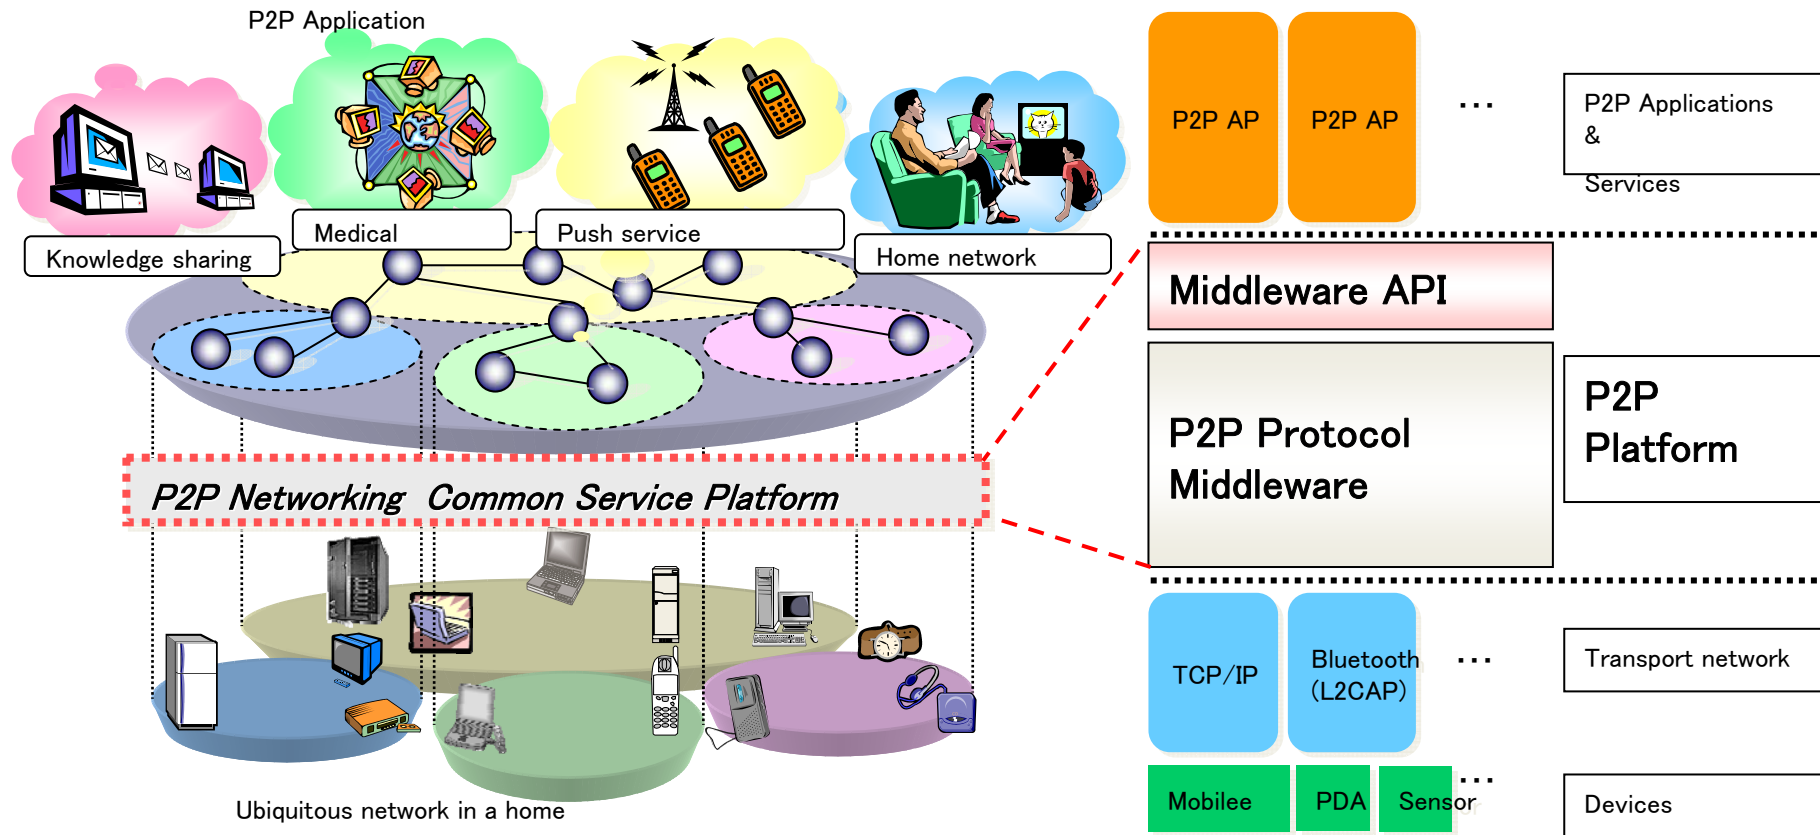 P2P Application
Knowledge sharing
Medical
Push service
Home network
P2P Networking Common Service Platform
Ubiquitous network in a home
P2P AP
P2P AP
...
P2P Applications
&
Services
Middleware API
P2P Protocol
Middleware
P2P
Platform
TCP/IP
Bluetooth
(L2CAP)
...
Transport network
Mobilee
PDA
Sensor
...
Devices